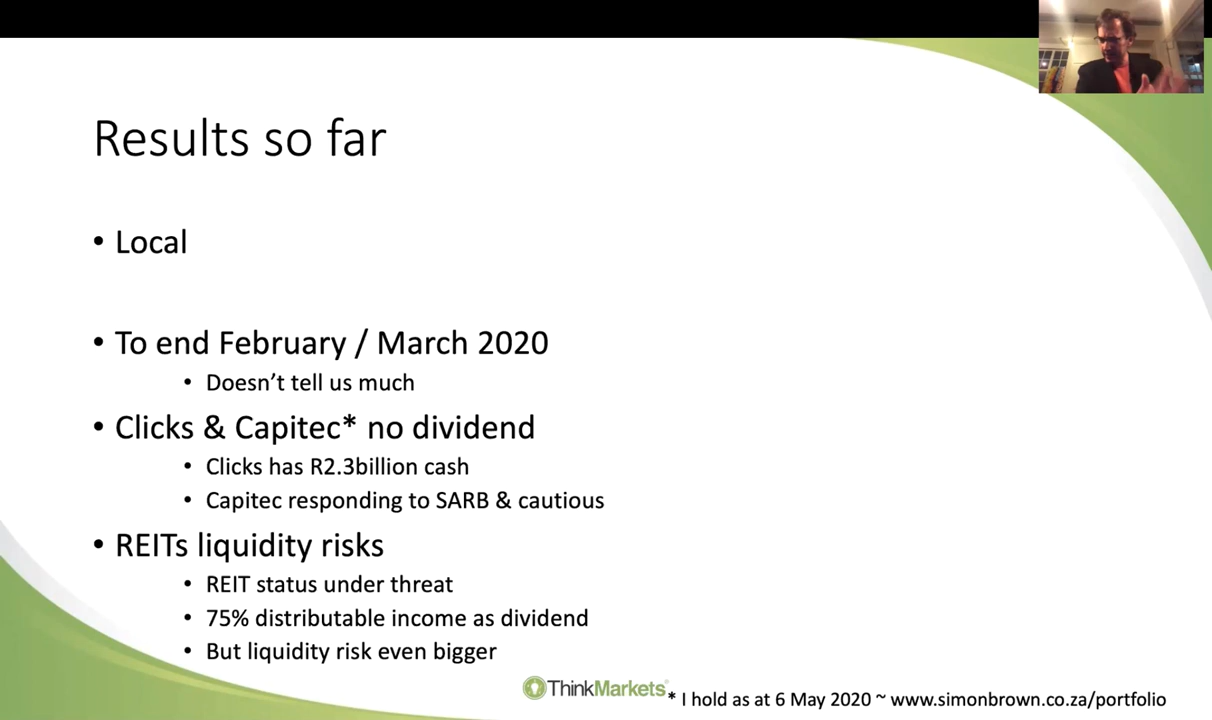 Results so far
• Local
• To end February / March 2020
• Doesn't tell us much
• Clicks & Capitec* no dividend
• Clicks has R2.3billion cash
• Capitec responding to SARB & cautious
• REITs liquidity risks
• REIT status under threat
• 75% distributable income as dividend
• But liquidity risk even bigger
ThinkMarkets
* I hold as at 6 May 2020 ~ www.simonbrown.co.za/portfolio